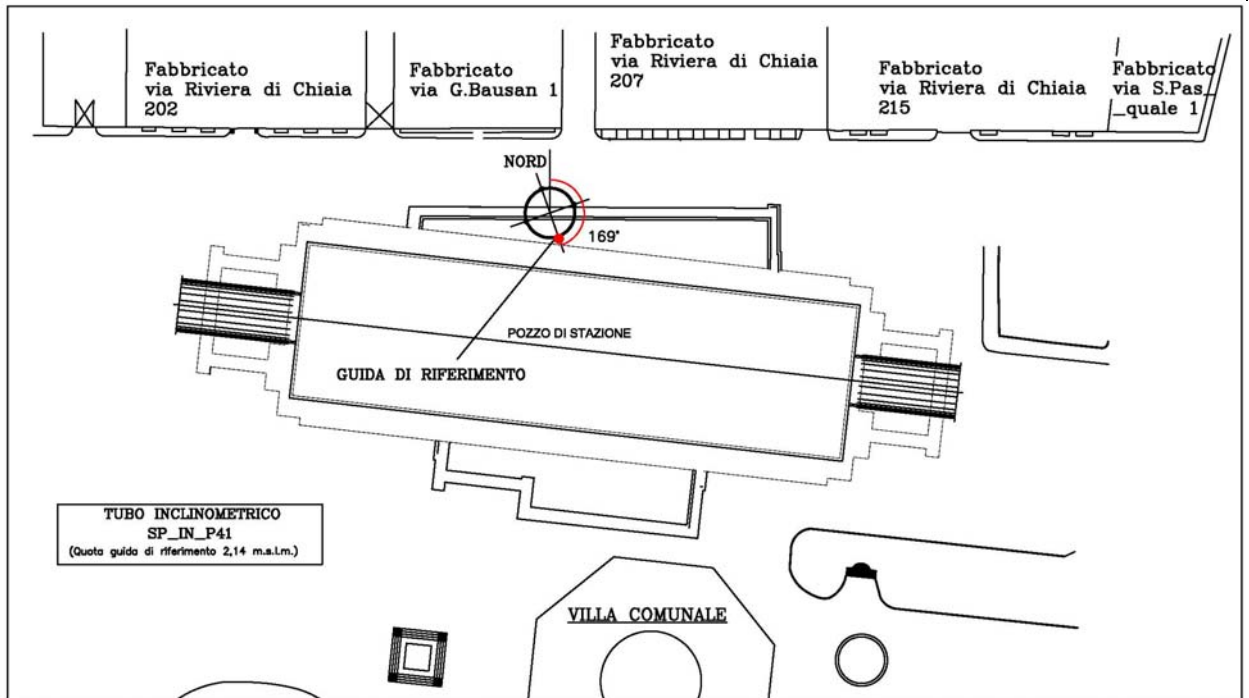 Fabbricato
via Riviera di Chiaia
202
Fabbricato
via G.Bausan 1
Fabbricato
via Riviera di Chiaia
207
Fabbricato
via Riviera di Chiaia
215
Fabbricato
via S.Pas_
_quale 1
NORD
169°
POZZO DI STAZIONE
GUIDA DI RIFERIMENTO
TUBO INCLINOMETRICO
SP_IN_P41
(Quota guida di riferimento 2,14 m.s.l.m.)
VILLA COMUNALE